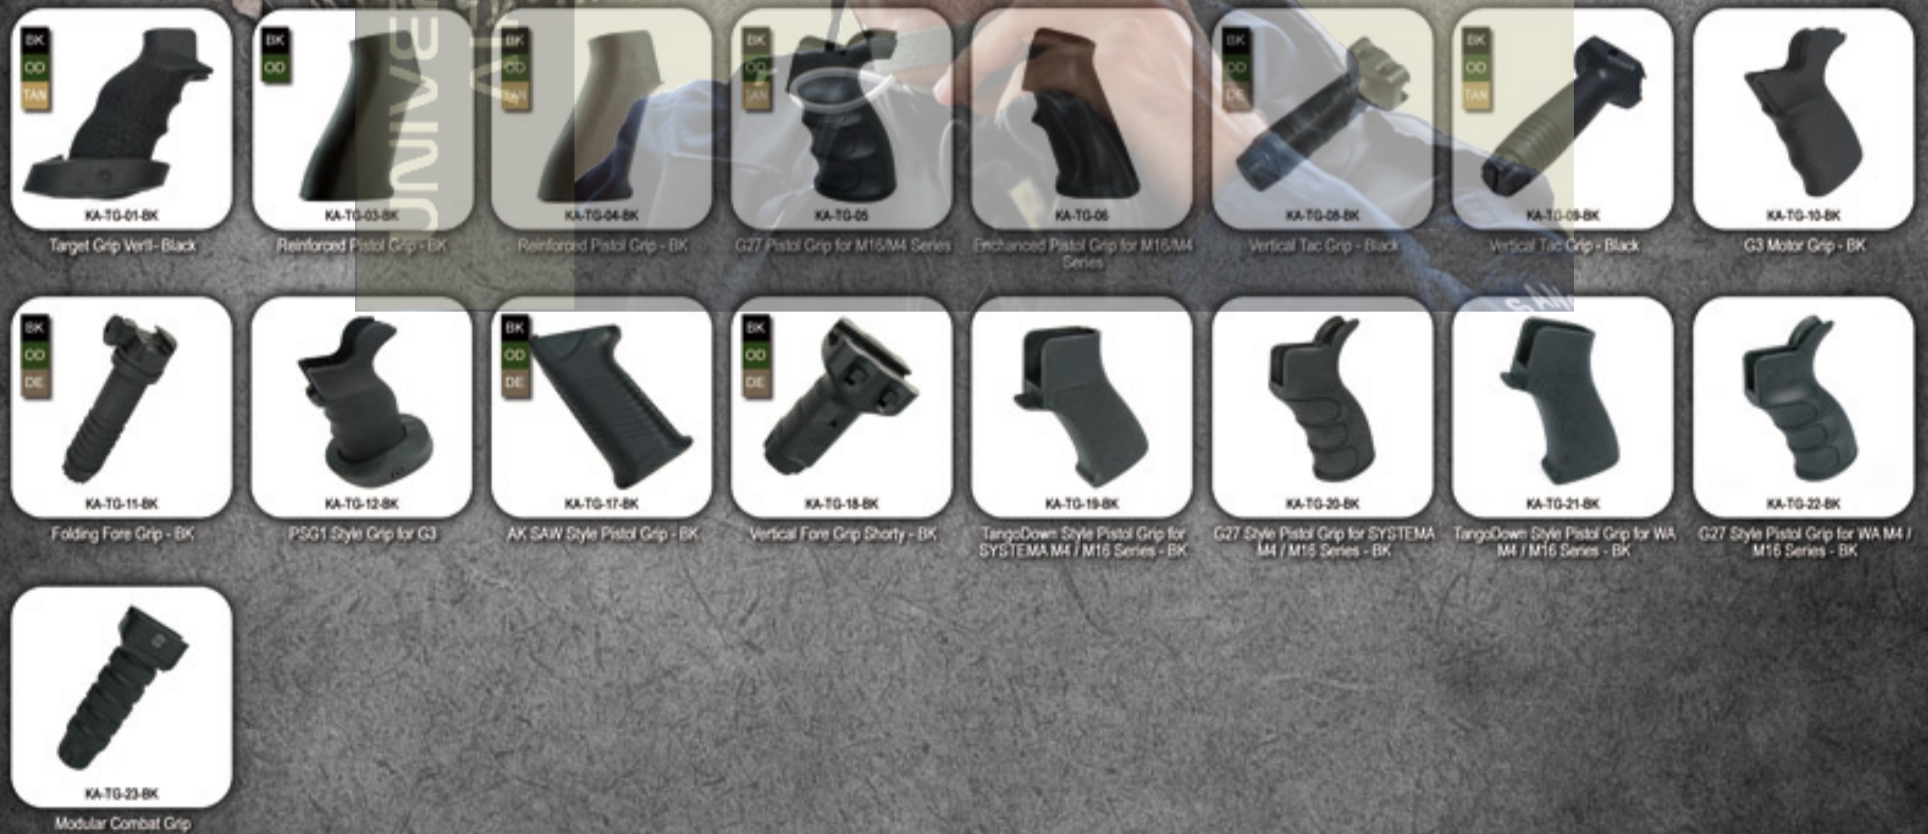 BK
OD
TAN
KA-TG-01-BK
Target Grip Ver.II- Black
BK
OD
KA-TG-03-BK
Reinforced Pistol Grip - BK
BK
OD
TAN
KA-TG-04-BK
Reinforced Pistol Grip - BK
BK
OD
TAN
KA-TG-05
G27 Pistol Grip for M16/M4 Series
KA-TG-06
Enchanced Pistol Grip for M16/M4
Series
BK
OD
DE
KA-TG-08-BK
Vertical Tac Grip - Black
BK
OD
TAN
KA-TG-09-BK
Vertical Tac Grip - Black
KA-TG-10-BK
G3 Motor Grip - BK
BK
OD
DE
KA-TG-11-BK
Folding Fore Grip - BK
KA-TG-12-BK
PSG1 Style Grip for G3
BK
OD
DE
KA-TG-17-BK
AK SAW Style Pistol Grip - BK
BK
OD
DE
KA-TG-18-BK
Vertical Fore Grip Shorty - BK
KA-TG-19-BK
TangoDown Style Pistol Grip for
SYSTEMA M4 / M16 Series - BK
KA-TG-20-BK
G27 Style Pistol Grip for SYSTEMA
M4 / M16 Series - BK
KA-TG-21-BK
TangoDown Style Pistol Grip for WA
M4 / M16 Series - BK
KA-TG-22-BK
G27 Style Pistol Grip for WA M4 /
M16 Series - BK
KA-TG-23-BK
Modular Combat Grip